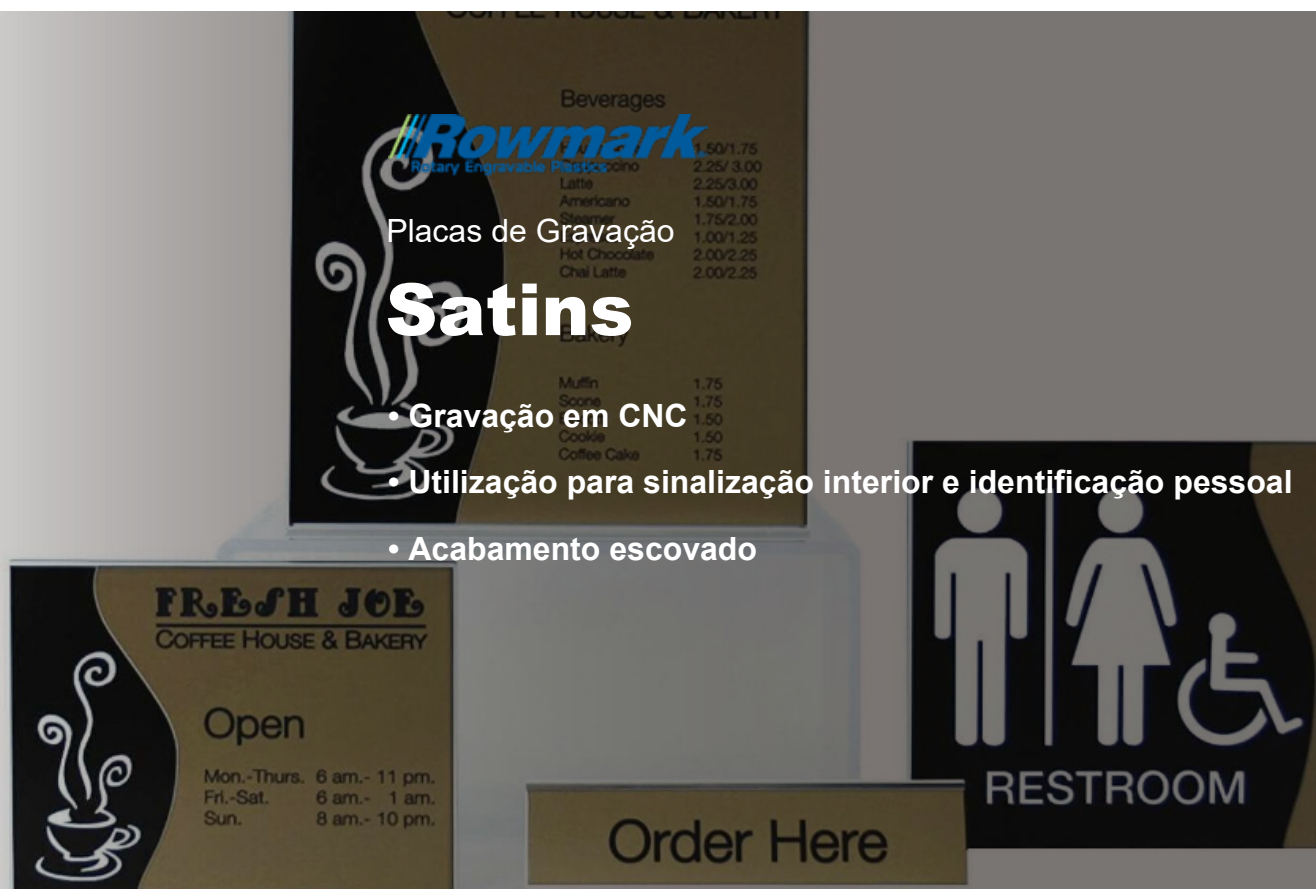 COFFEE HOUSE & BAKERY
Beverages
Rowmark
Rotary Engravable Plastics
1.50/1.75
2.25/ 3.00
Latte 2.25/3.00
Americano 1.50/1.75
Steamer 1.75/2.00
Placas de Gravação
1.00/1.25
Hot Chocolate 2.00/2.25
Chai Latte 2.00/2.25
Satins
Bakery
Muffin 1.75
Scone 1.75
• Gravação em CNC
1.50
Cookie 1.50
Coffee Cake 1.75
• Utilização para sinalização interior e identificação pessoal
• Acabamento escovado
FRESH JOE
COFFEE HOUSE & BAKERY
Open
Mon.-Thurs. 6 am.- 11 pm.
Fri.-Sat. 6 am.- 1 am.
Sun. 8 am.- 10 pm.
Order Here
RESTROOM